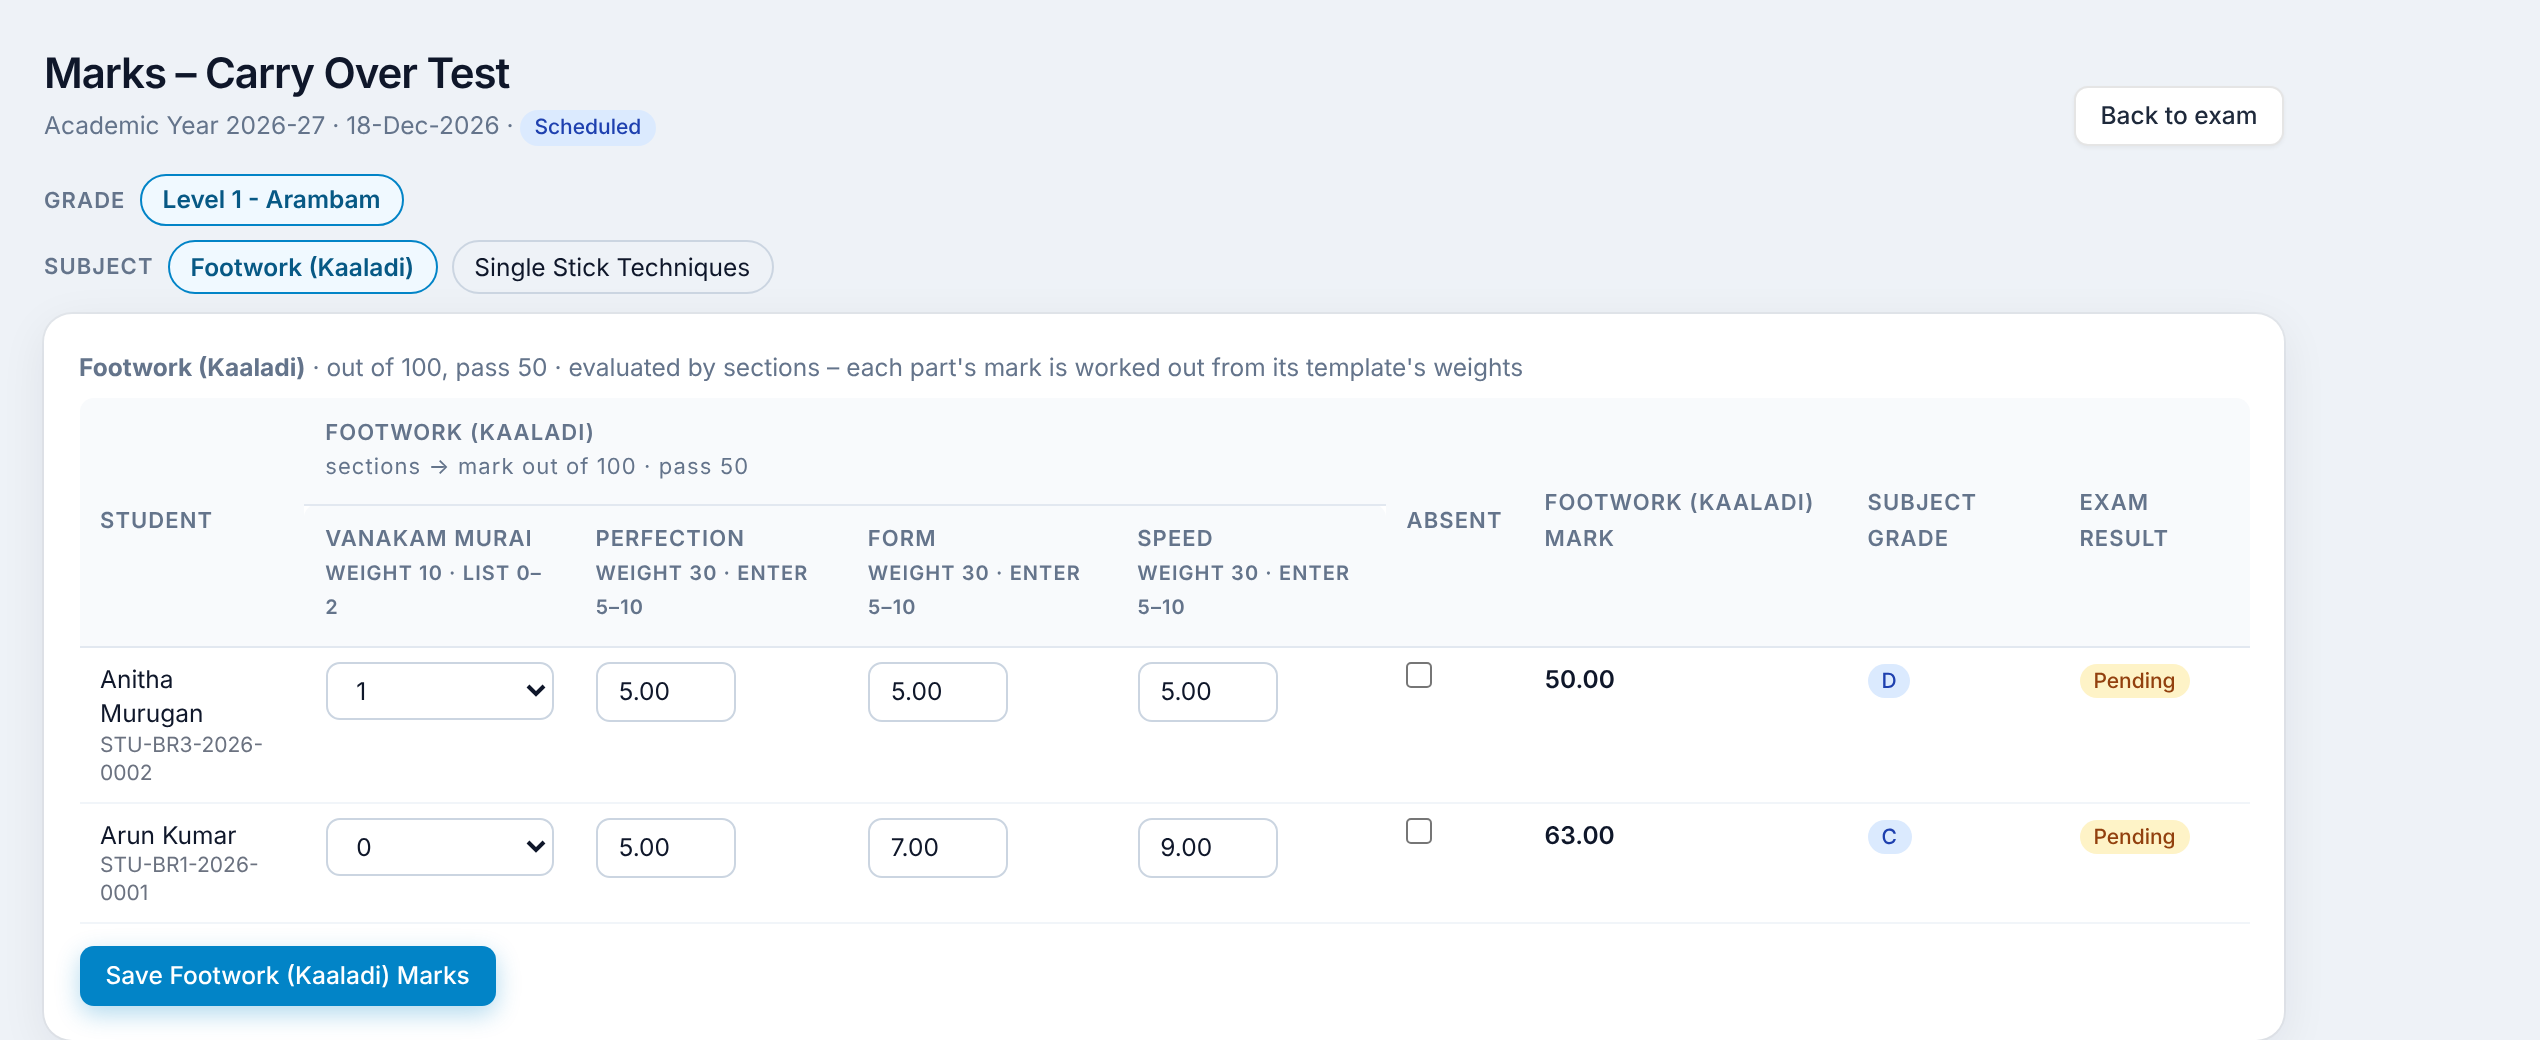 Marks – Carry Over Test
Academic Year 2026-27 · 18-Dec-2026 · Scheduled
Back to exam
GRADE Level 1 - Arambam
SUBJECT Footwork (Kaaladi) Single Stick Techniques
Footwork (Kaaladi) · out of 100, pass 50 · evaluated by sections – each part's mark is worked out from its template's weights
STUDENT
FOOTWORK (KAALADI)
sections → mark out of 100 · pass 50
VANAKAM MURAI
WEIGHT 10 · LIST 0–
2
PERFECTION
WEIGHT 30 · ENTER
5–10
FORM
WEIGHT 30 · ENTER
5–10
SPEED
WEIGHT 30 · ENTER
5–10
ABSENT
FOOTWORK (KAALADI)
MARK
SUBJECT
GRADE
EXAM
RESULT
Anitha
Murugan
STU-BR3-2026-
0002
1 5.00 5.00 5.00 50.00 D Pending
Arun Kumar
STU-BR1-2026-
0001
0 5.00 7.00 9.00 63.00 C Pending
Save Footwork (Kaaladi) Marks